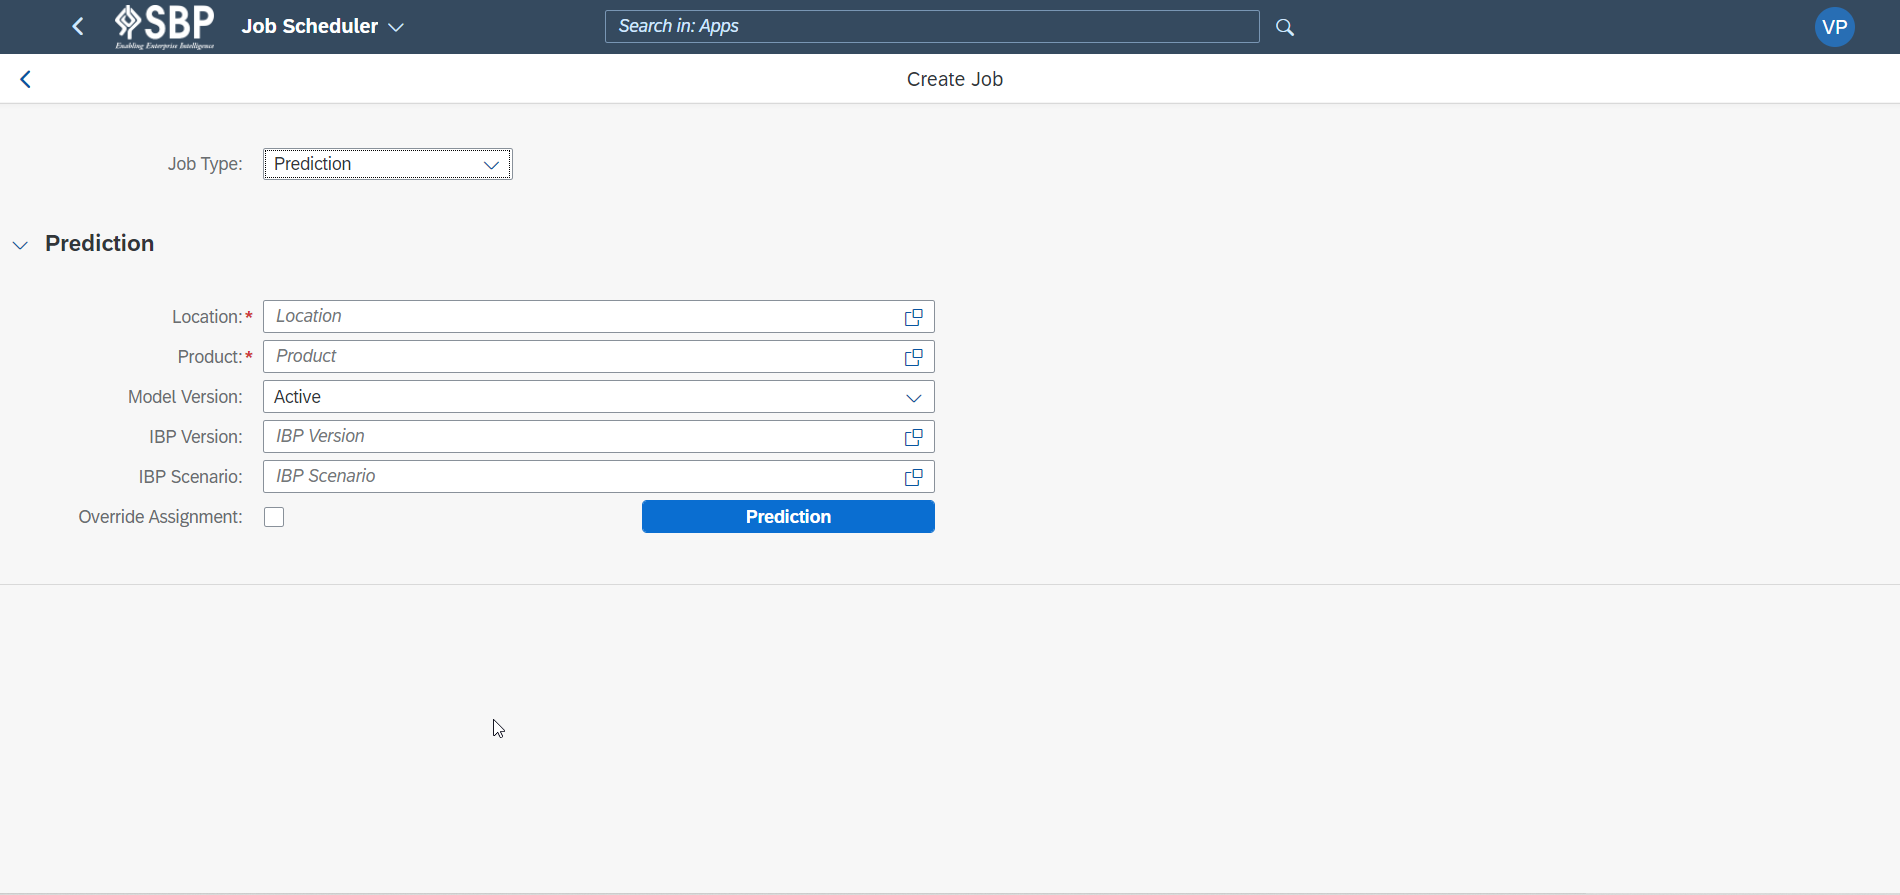 SBP
Enabling Enterprise Intelligence
Job Scheduler
Search in: Apps
VP
Create Job
Job Type: Prediction
Prediction
Location:* Location
Product:* Product
Model Version: Active
IBP Version: IBP Version
IBP Scenario: IBP Scenario
Override Assignment: Prediction